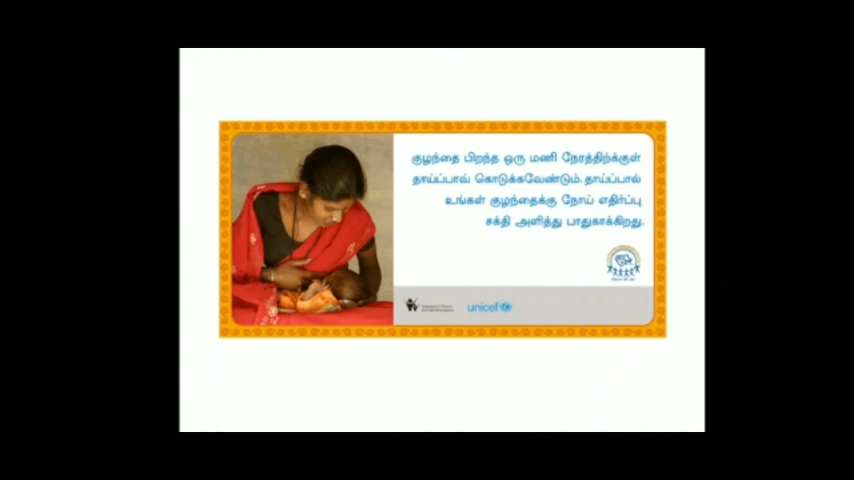 குழந்தை பிறந்த ஒரு மணி நேரத்திற்க்குள்
தாய்ப்பால் கொடுக்கவேண்டும். தாய்ப்பால்
உங்கள் குழந்தைக்கு நோய் எதிர்ப்பு
சக்தி அளித்து பாதுகாக்கிறது.
unicef